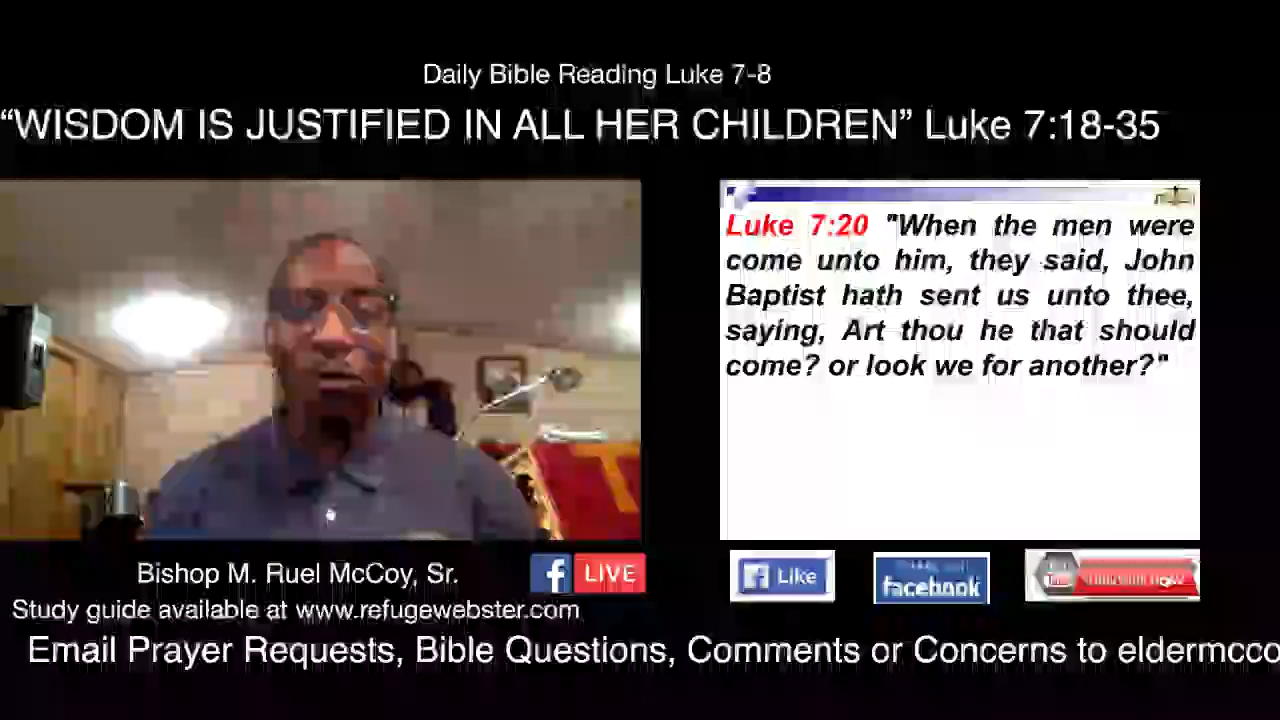 Daily Bible Reading Luke 7-8
“WISDOM IS JUSTIFIED IN ALL HER CHILDREN” Luke 7:18-35
Luke 7:20 "When the men were
come unto him, they said, John
Baptist hath sent us unto thee,
saying, Art thou he that should
come? or look we for another?"
Bishop M. Ruel McCoy, Sr.
f LIVE
f Like
facebook
Study guide available at www.refugewebster.com
Email Prayer Requests, Bible Questions, Comments or Concerns to eldermcco